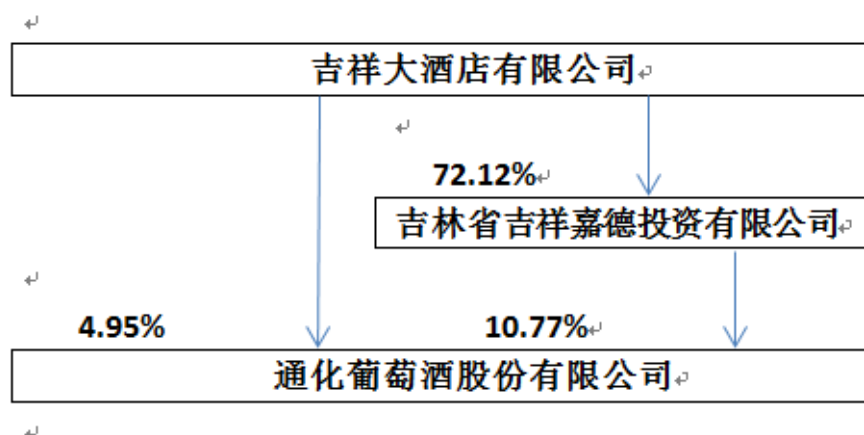 吉祥大酒店有限公司
72.12%
吉林省吉祥嘉德投资有限公司
4.95% 10.77%
通化葡萄酒股份有限公司